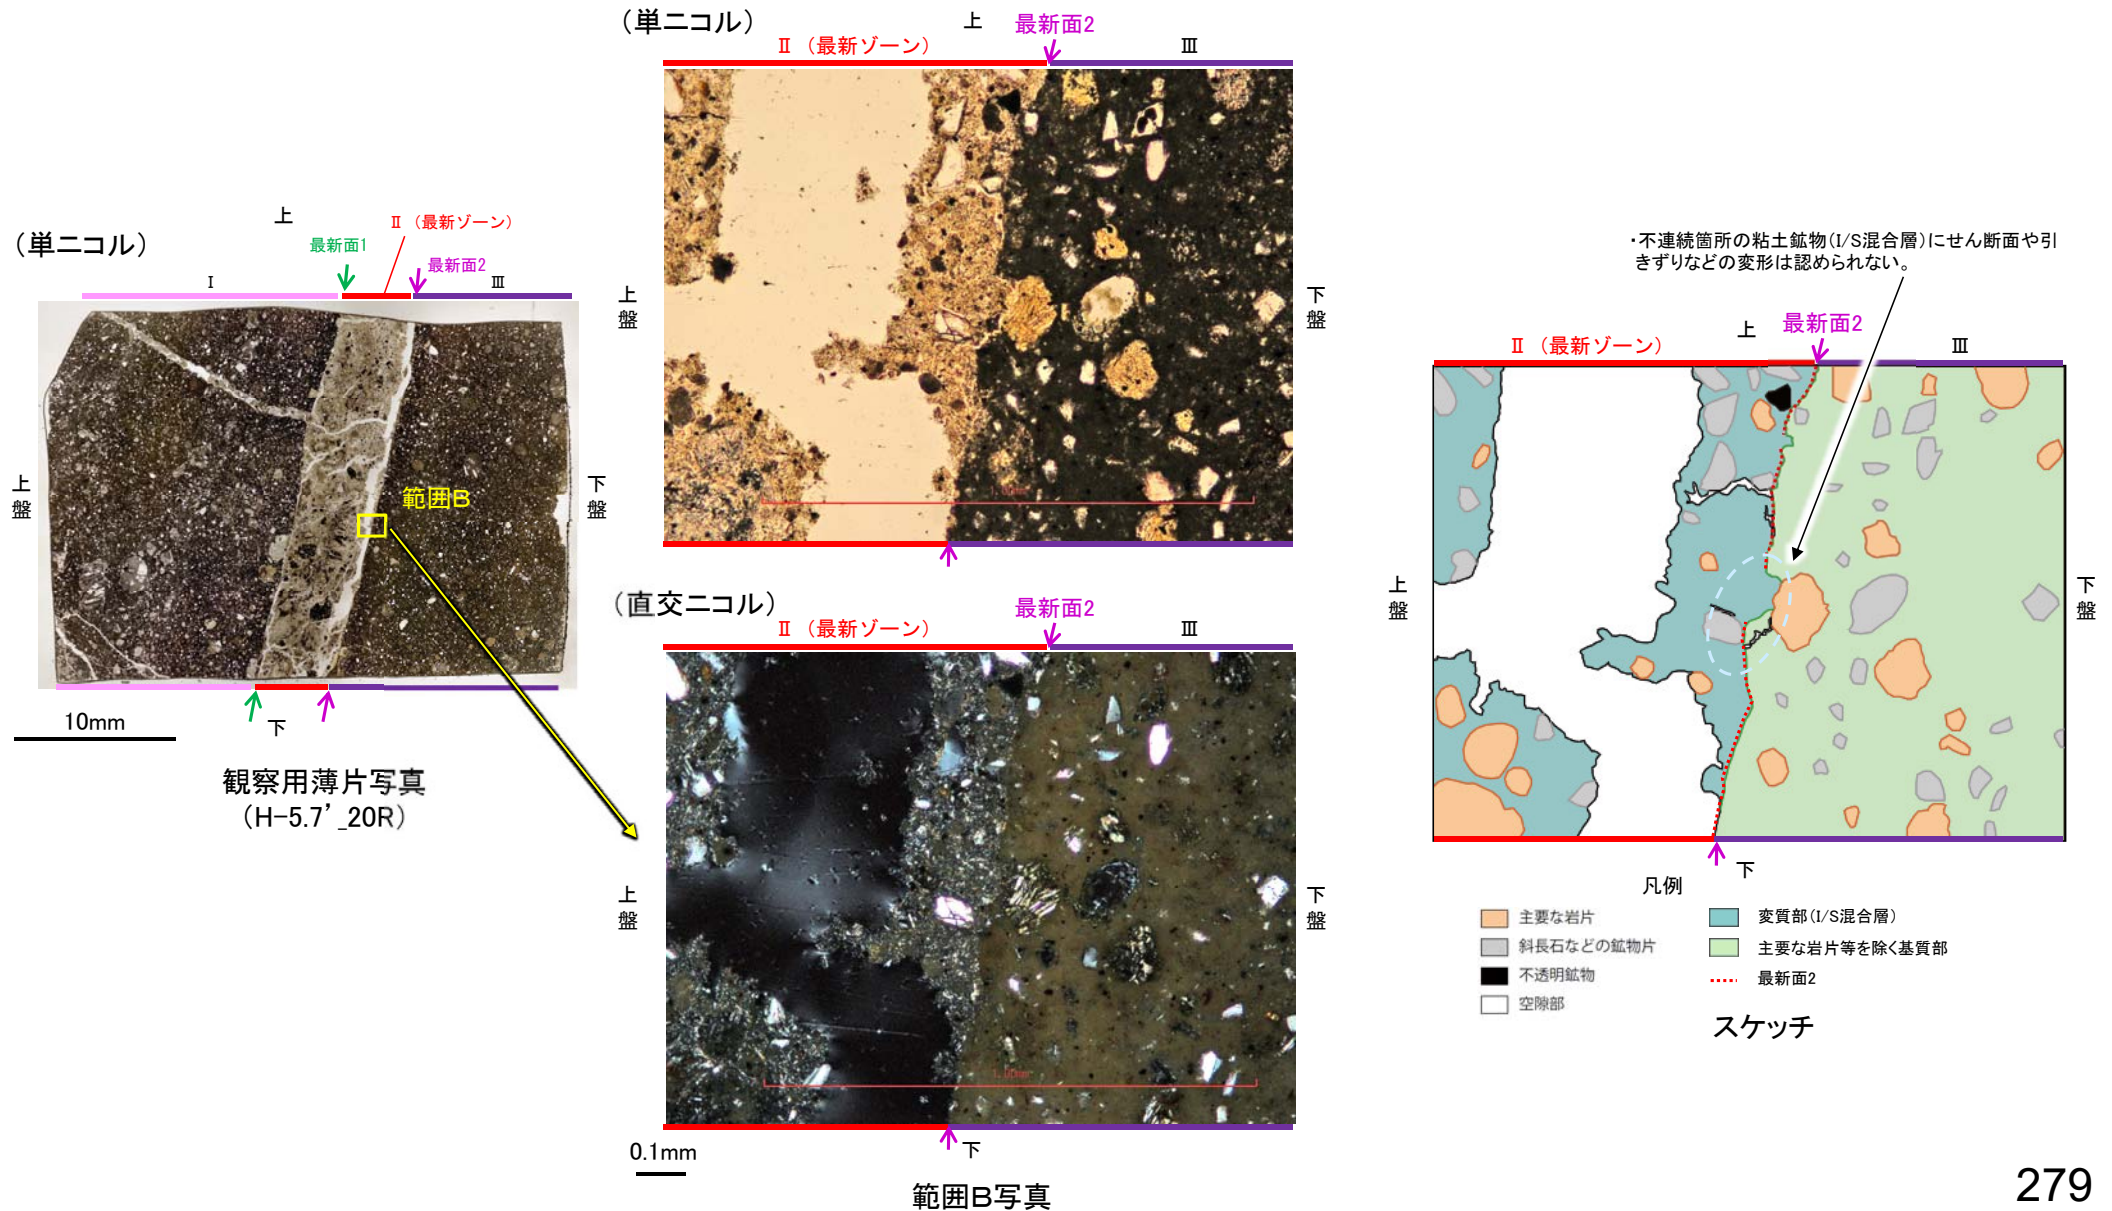 (単ニコル)
上
Ⅱ (最新ゾーン)
最新面1
最新面2
Ⅰ
Ⅲ
上盤
下盤
範囲B
10mm
下
観察用薄片写真
(H-5.7’_20R)
(単ニコル)
上
最新面2
Ⅱ (最新ゾーン)
Ⅲ
上盤
下盤
1.00mm
(直交ニコル)
最新面2
Ⅱ (最新ゾーン)
Ⅲ
上盤
下盤
1.00mm
0.1mm
下
範囲B写真
・不連続箇所の粘土鉱物(I/S混合層)にせん断面や引
きずりなどの変形は認められない。
上
最新面2
Ⅱ (最新ゾーン)
Ⅲ
上盤
下盤
下
凡例
主要な岩片
斜長石などの鉱物片
不透明鉱物
空隙部
変質部(I/S混合層)
主要な岩片等を除く基質部
最新面2
スケッチ
279